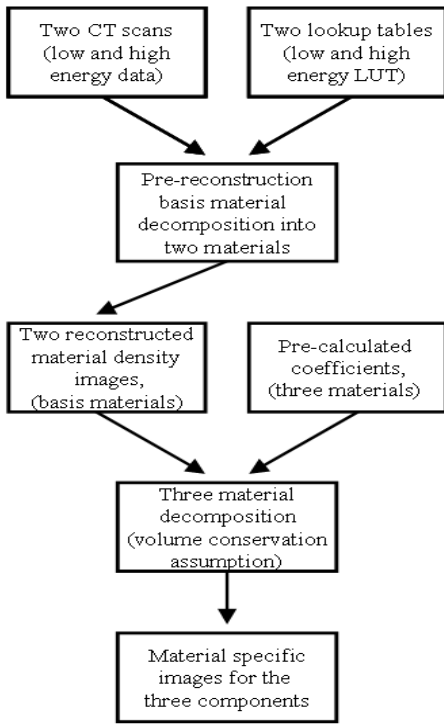 Two CT scans
(low and high
energy data)
Two lookup tables
(low and high
energy LUT)
Pre-reconstruction
basis material
decomposition into
two materials
Two reconstructed
material density
images,
(basis materials)
Pre-calculated
coefficients,
(three materials)
Three material
decomposition
(volume conservation
assumption)
Material specific
images for the
three components